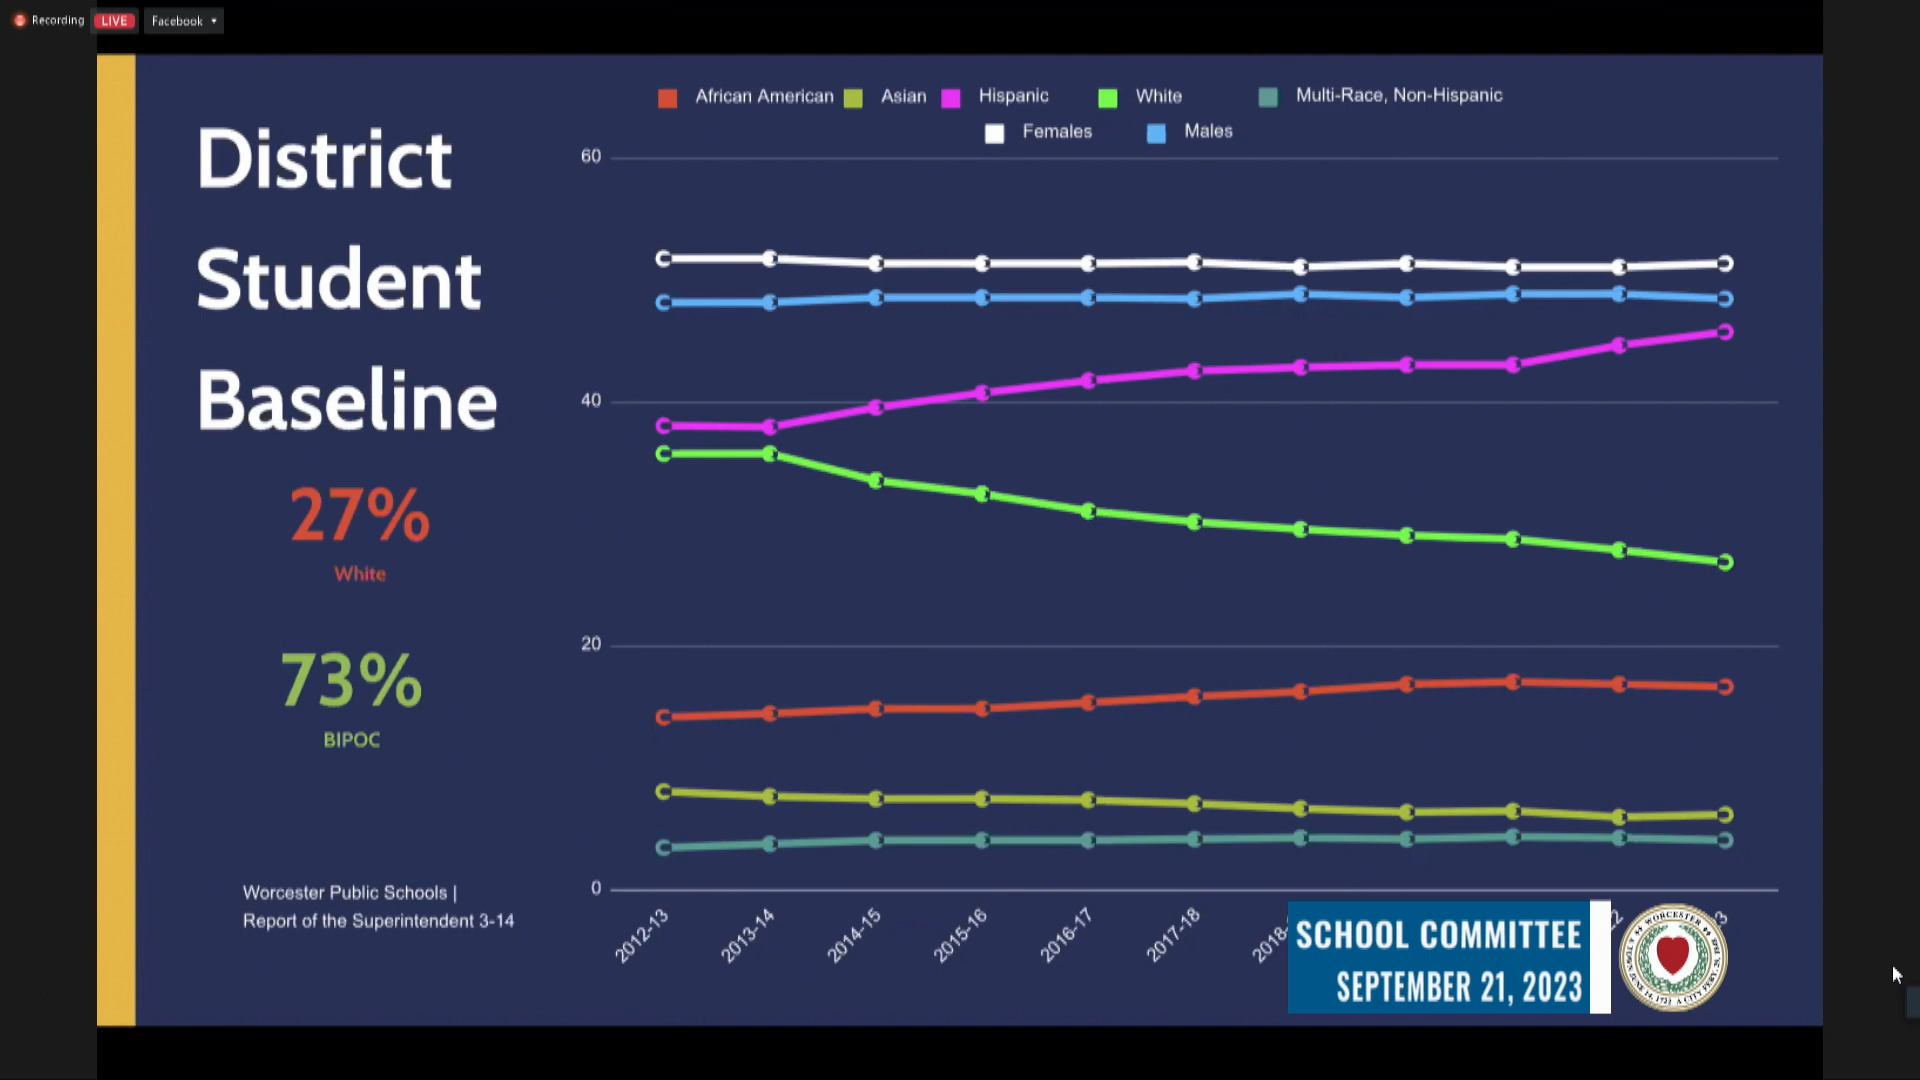 Recording LIVE Facebook
African American Asian Hispanic White Multi-Race, Non-Hispanic
Females Males
District
Student
Baseline
27%
White
73%
BIPOC
Worcester Public Schools |
Report of the Superintendent 3-14
60
40
20
0
2012-13 2013-14 2014-15 2015-16 2016-17 2017-18 2018-
SCHOOL COMMITTEE
SEPTEMBER 21, 2023
WORCESTER